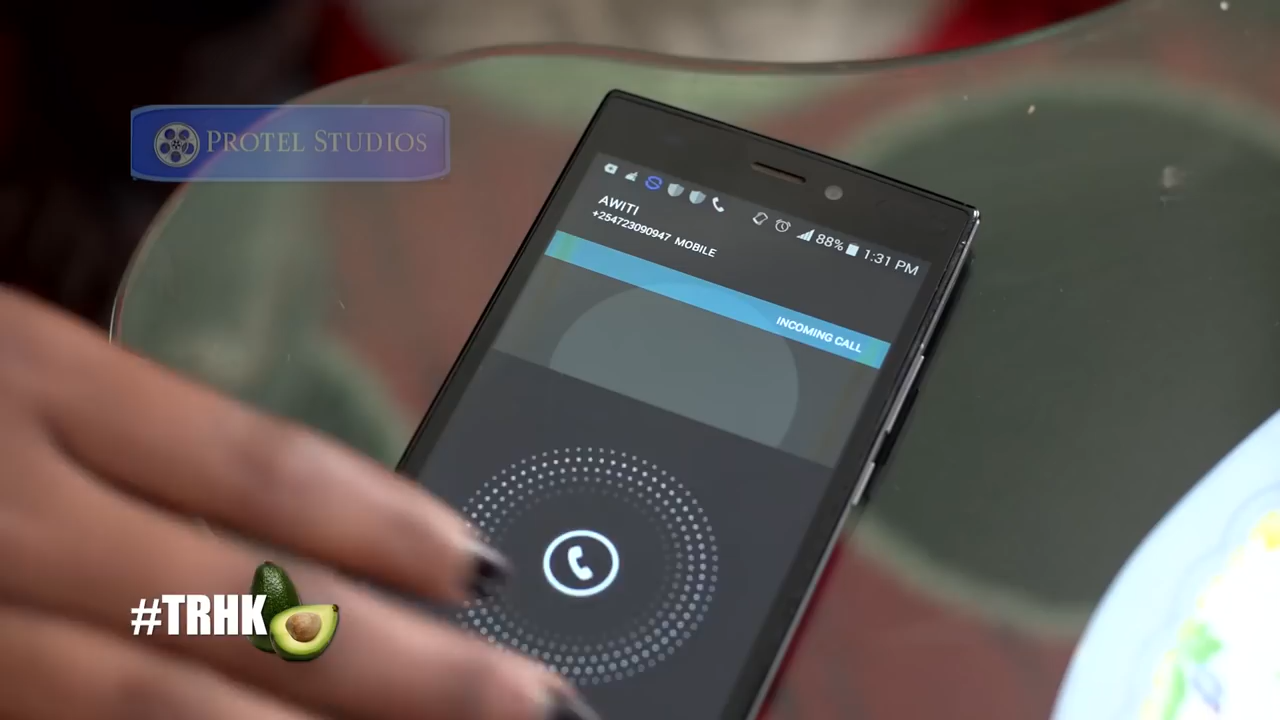 PROTEL STUDIOS
88% 1:31 PM
AWITI
+254723090947 MOBILE
INCOMING CALL
#TRHK